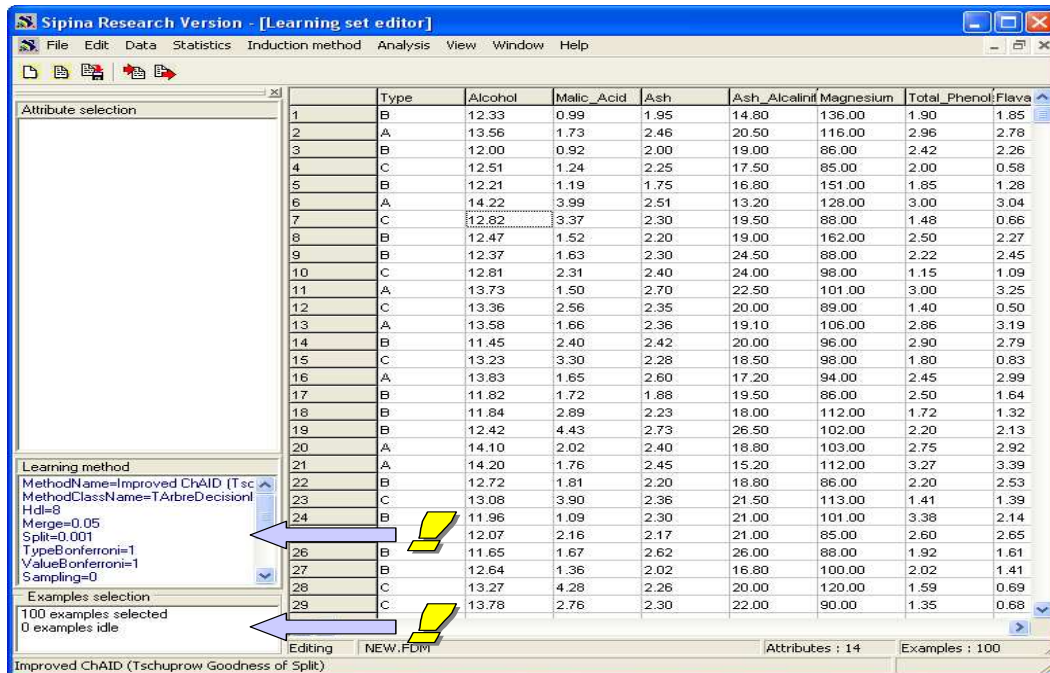 Sipina Research Version - [Learning set editor]
File Edit Data Statistics Induction method Analysis View Window Help
Attribute selection
Type Alcohol Malic_Acid Ash Ash_Alcalinit Magnesium Total_Phenol Flava
1 B 12.33 0.99 1.95 14.80 136.00 1.90 1.85
2 A 13.56 1.73 2.46 20.50 116.00 2.96 2.78
3 B 12.00 0.92 2.00 19.00 86.00 2.42 2.26
4 C 12.51 1.24 2.25 17.50 85.00 2.00 0.58
5 B 12.21 1.19 1.75 16.80 151.00 1.85 1.28
6 A 14.22 3.99 2.51 13.20 128.00 3.00 3.04
7 C 12.82 3.37 2.30 19.50 88.00 1.48 0.66
8 B 12.47 1.52 2.20 19.00 162.00 2.50 2.27
9 B 12.37 1.63 2.30 24.50 88.00 2.22 2.45
10 C 12.81 2.31 2.40 24.00 98.00 1.15 1.09
11 A 13.73 1.50 2.70 22.50 101.00 3.00 3.25
12 C 13.36 2.56 2.35 20.00 89.00 1.40 0.50
13 A 13.58 1.66 2.36 19.10 106.00 2.86 3.19
14 B 11.45 2.40 2.42 20.00 96.00 2.90 2.79
15 C 13.23 3.30 2.28 18.50 98.00 1.80 0.83
16 A 13.83 1.65 2.60 17.20 94.00 2.45 2.99
17 B 11.82 1.72 1.88 19.50 86.00 2.50 1.64
18 B 11.84 2.89 2.23 18.00 112.00 1.72 1.32
19 B 12.42 4.43 2.73 26.50 102.00 2.20 2.13
20 A 14.10 2.02 2.40 18.80 103.00 2.75 2.92
21 A 14.20 1.76 2.45 15.20 112.00 3.27 3.39
22 B 12.72 1.81 2.20 18.80 86.00 2.20 2.53
23 C 13.08 3.90 2.36 21.50 113.00 1.41 1.39
24 B 11.96 1.09 2.30 21.00 101.00 3.38 2.14
12.07 2.16 2.17 21.00 85.00 2.60 2.65
26 B 11.65 1.67 2.62 26.00 88.00 1.92 1.61
27 B 12.64 1.36 2.02 16.80 100.00 2.02 1.41
28 C 13.27 4.28 2.26 20.00 120.00 1.59 0.69
29 C 13.78 2.76 2.30 22.00 90.00 1.35 0.68
Learning method
MethodName=Improved ChAID (Tsc
MethodClassName=TArbreDecisionI
Hdl=8
Merge=0.05
Split=0.001
TypeBonferroni=1
ValueBonferroni=1
Sampling=0
Examples selection
100 examples selected
0 examples idle
Editing NEW.FDM Attributes : 14 Examples : 100
Improved ChAID (Tschuprow Goodness of Split)